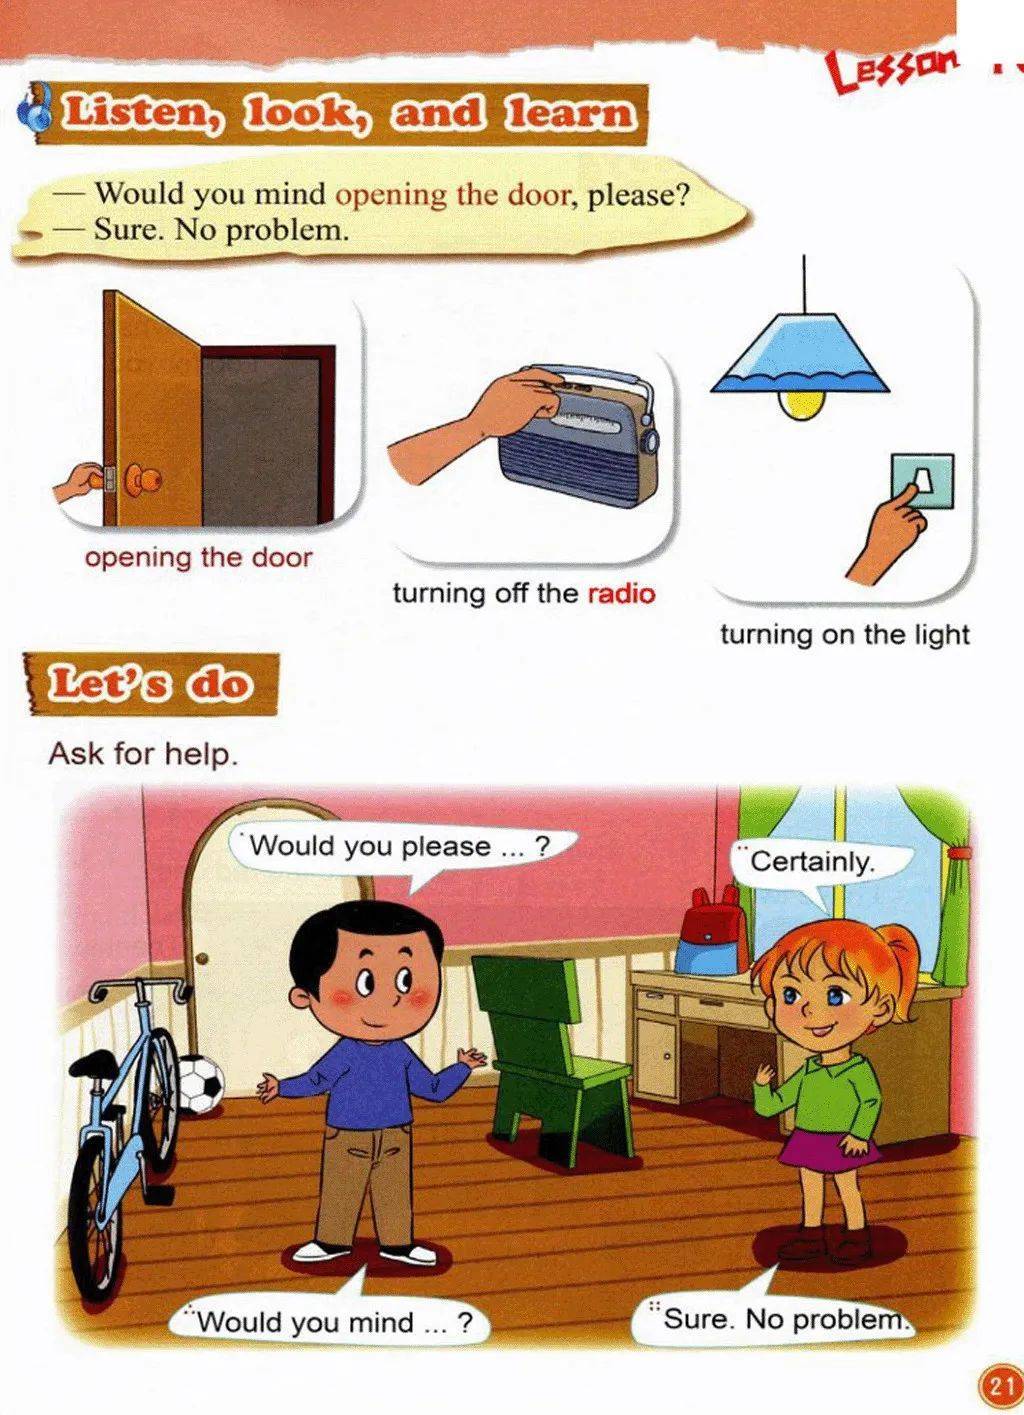 Lesson
Listen, look, and learn
— Would you mind opening the door, please?
— Sure. No problem.
opening the door
turning off the radio
turning on the light
Let's do
Ask for help.
Would you please ... ?
Certainly.
Would you mind ... ?
Sure. No problem.
21